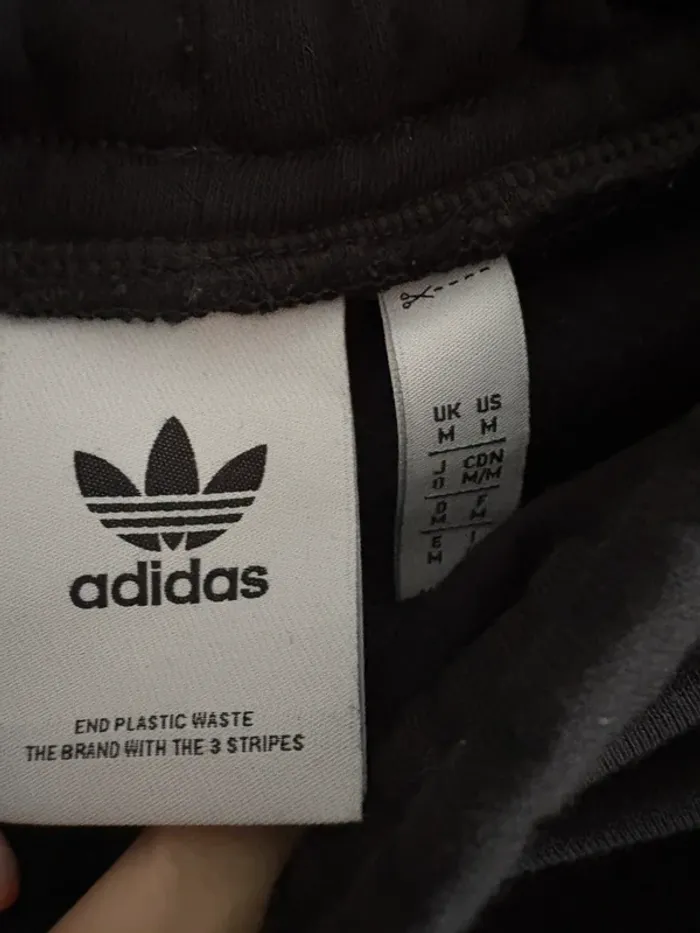 adidas
END PLASTIC WASTE
THE BRAND WITH THE 3 STRIPES
UK US
M M
J CDN
O M/M
D F
M M
E I
M